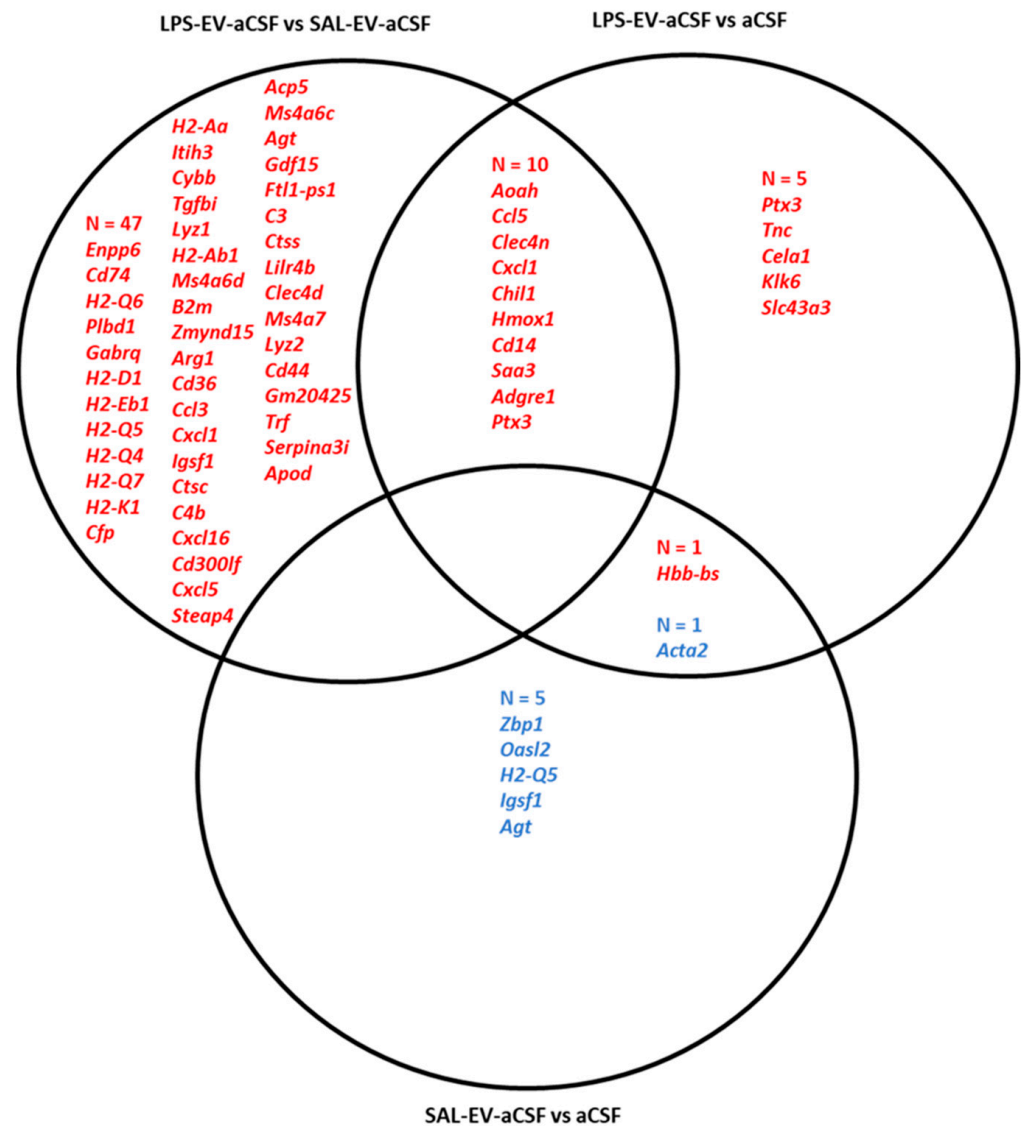 LPS-EV-aCSF vs SAL-EV-aCSF
LPS-EV-aCSF vs aCSF
N = 47
Enpp6
Cd74
H2-Q6
Plbd1
Gabrq
H2-D1
H2-Eb1
H2-Q5
H2-Q4
H2-Q7
H2-K1
Cfp
H2-Aa
Itih3
Cybb
Tgfbi
Lyz1
H2-Ab1
Ms4a6d
B2m
Zmynd15
Arg1
Cd36
Ccl3
Cxcl1
Igsf1
Ctsc
C4b
Cxcl16
Cd300lf
Cxcl5
Steap4
Acp5
Ms4a6c
Agt
Gdf15
Ftl1-ps1
C3
Ctss
Lilr4b
Clec4d
Ms4a7
Lyz2
Cd44
Gm20425
Trf
Serpina3i
Apod
N = 10
Aoah
Ccl5
Clec4n
Cxcl1
Chil1
Hmox1
Cd14
Saa3
Adgre1
Ptx3
N = 5
Ptx3
Tnc
Cela1
Klk6
Slc43a3
N = 1
Hbb-bs
N = 1
Acta2
N = 5
Zbp1
Oasl2
H2-Q5
Igsf1
Agt
SAL-EV-aCSF vs aCSF